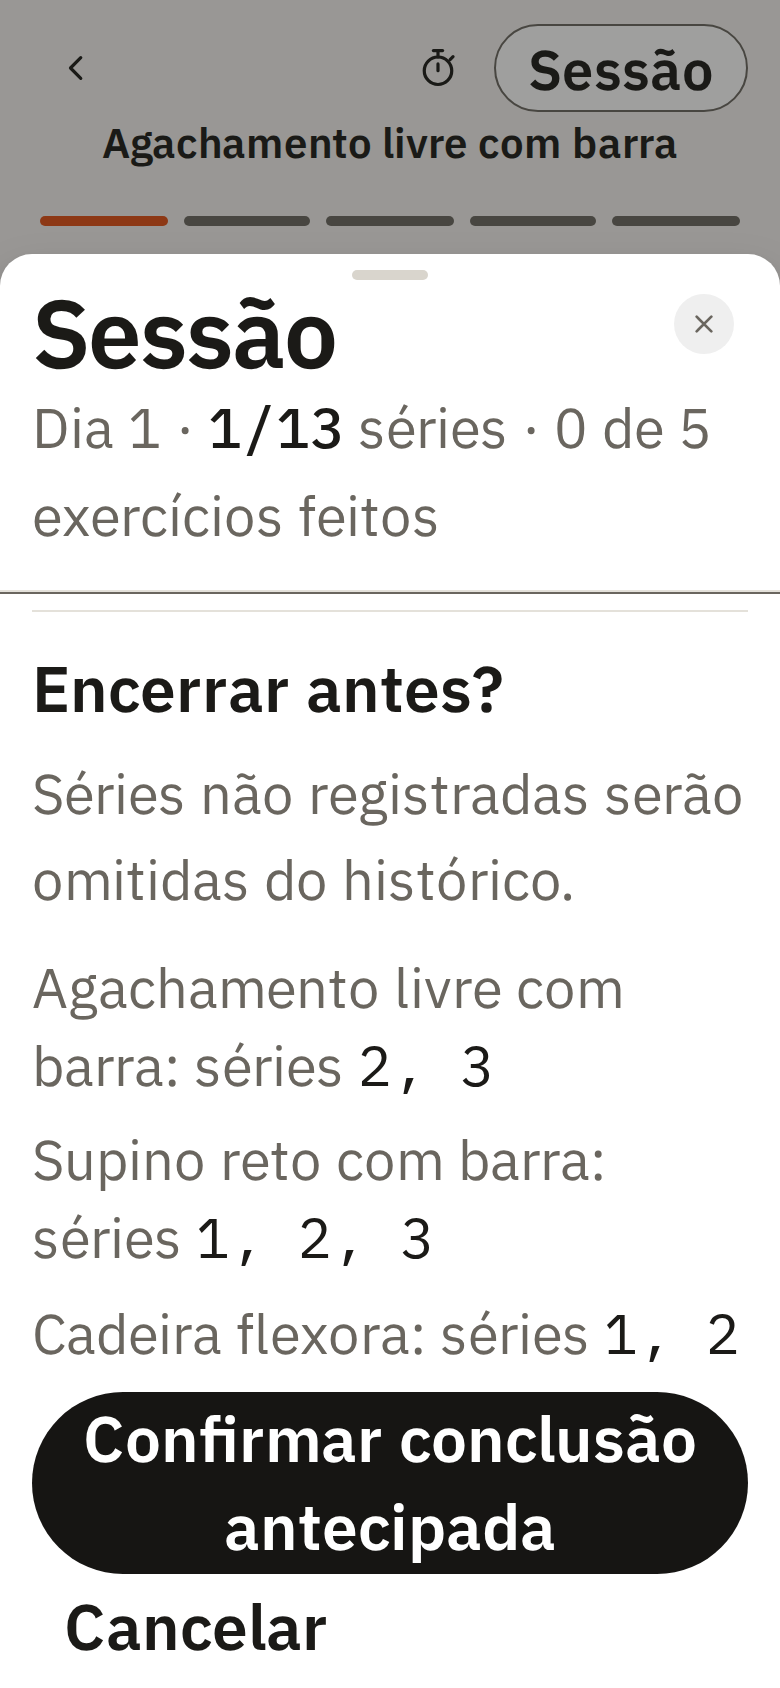 Sessão
Agachamento livre com barra
Sessão
Dia 1 · 1/13 séries · 0 de 5
exercícios feitos
Encerrar antes?
Séries não registradas serão
omitidas do histórico.
Agachamento livre com
barra: séries 2, 3
Supino reto com barra:
séries 1, 2, 3
Cadeira flexora: séries 1, 2
Confirmar conclusão
antecipada
Cancelar